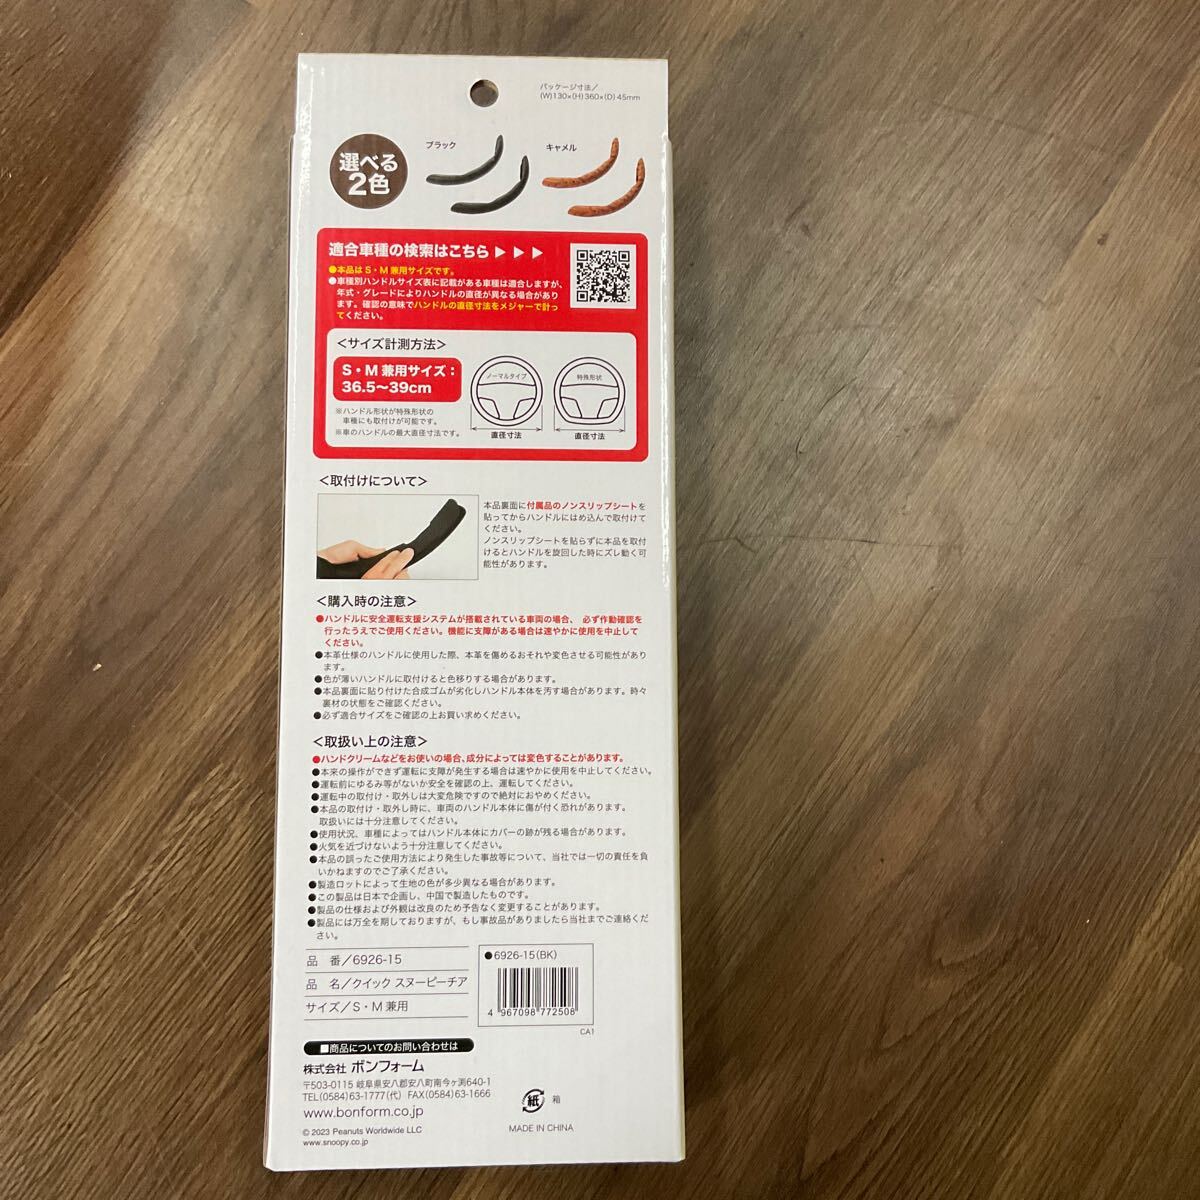 パッケージ寸法／
(W)130×(H)360×(D)45mm
選べる
2色
ブラック
キャメル
適合車種の検索はこちら ▶ ▶ ▶
●本品は S・M 兼用サイズです。
●車種別ハンドルサイズ表に記載がある車種は適合しますが、
年式・グレードによりハンドルの直径が異なる場合があり
ます。確認の意味でハンドルの直径寸法をメジャーで計っ
てください。
＜サイズ計測方法＞
S・M 兼用サイズ：
36.5〜39cm
※ハンドル形状が特殊形状の
車種にも取付けが可能です。
※車のハンドルの最大直径寸法です。
ノーマルタイプ
直径寸法
特殊形状
直径寸法
＜取付けについて＞
本品裏面に付属品のノンスリップシートを
貼ってからハンドルにはめ込んで取付けて
ください。
ノンスリップシートを貼らずに本品を取付
けるとハンドルを旋回した時にズレ動く可
能性があります。
＜購入時の注意＞
●ハンドルに安全運転支援システムが搭載されている車両の場合、 必ず作動確認を
行ったうえでご使用ください。機能に支障がある場合は速やかに使用を中止して
ください。
●本革仕様のハンドルに使用した際、本革を傷めるおそれや変色させる可能性があり
ます。
●色が薄いハンドルに取付けると色移りする場合があります。
●本品裏面に貼り付けた合成ゴムが劣化しハンドル本体を汚す場合があります。時々
裏材の状態をご確認ください。
●必ず適合サイズをご確認の上お買い求めください。
＜取扱い上の注意＞
●ハンドクリームなどをお使いの場合、成分によっては変色することがあります。
●本来の操作ができず運転に支障が発生する場合は速やかに使用を中止してください。
●運転前にゆるみ等がないか安全を確認の上、運転してください。
●運転中の取付け・取外しは大変危険ですので絶対におやめください。
●本品の取付け・取外し時に、車両のハンドル本体に傷が付く恐れがあります。
取扱いには十分注意してください。
●使用状況、車種によってはハンドル本体にカバーの跡が残る場合があります。
●火気を近づけないよう十分注意してください。
●本品の誤ったご使用方法により発生した事故等について、当社では一切の責任を負
いかねますのでご了承ください。
●製造ロットによって生地の色が多少異なる場合があります。
●この製品は日本で企画し、中国で製造したものです。
●製品の仕様および外観は改良のため予告なく変更することがあります。
●製品には万全を期しておりますが、もし事故品がありましたら当社までご連絡くだ
さい。
品 番／6926-15
品 名／クイック スヌーピーチア
サイズ／S・M 兼用
●6926-15(BK)
4 967098 772508
CA1
■商品についてのお問い合わせは
株式会社 ボンフォーム
〒503-0115 岐阜県安八郡安八町南今ヶ渕640-1
TEL(0584)63-1777(代) FAX(0584)63-1666
www.bonform.co.jp
© 2023 Peanuts Worldwide LLC
www.snoopy.co.jp
紙 箱
MADE IN CHINA